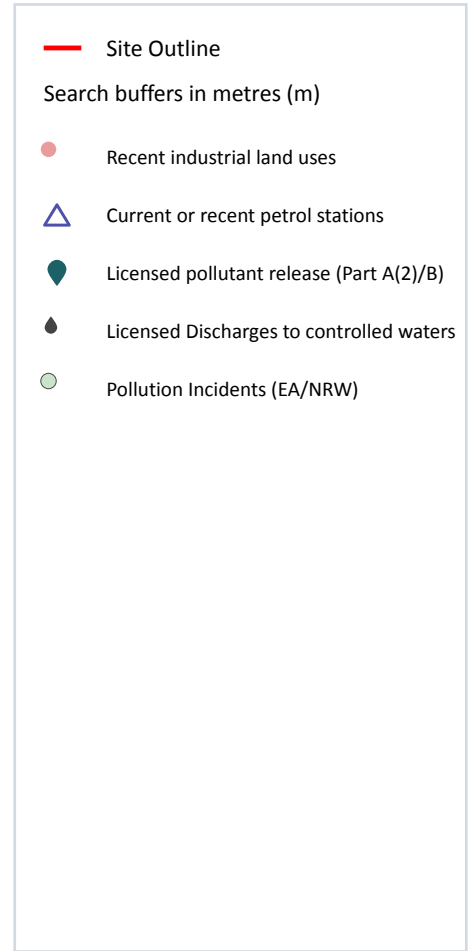 Site Outline
Search buffers in metres (m)
Recent industrial land uses
Current or recent petrol stations
Licensed pollutant release (Part A(2)/B)
Licensed Discharges to controlled waters
Pollution Incidents (EA/NRW)